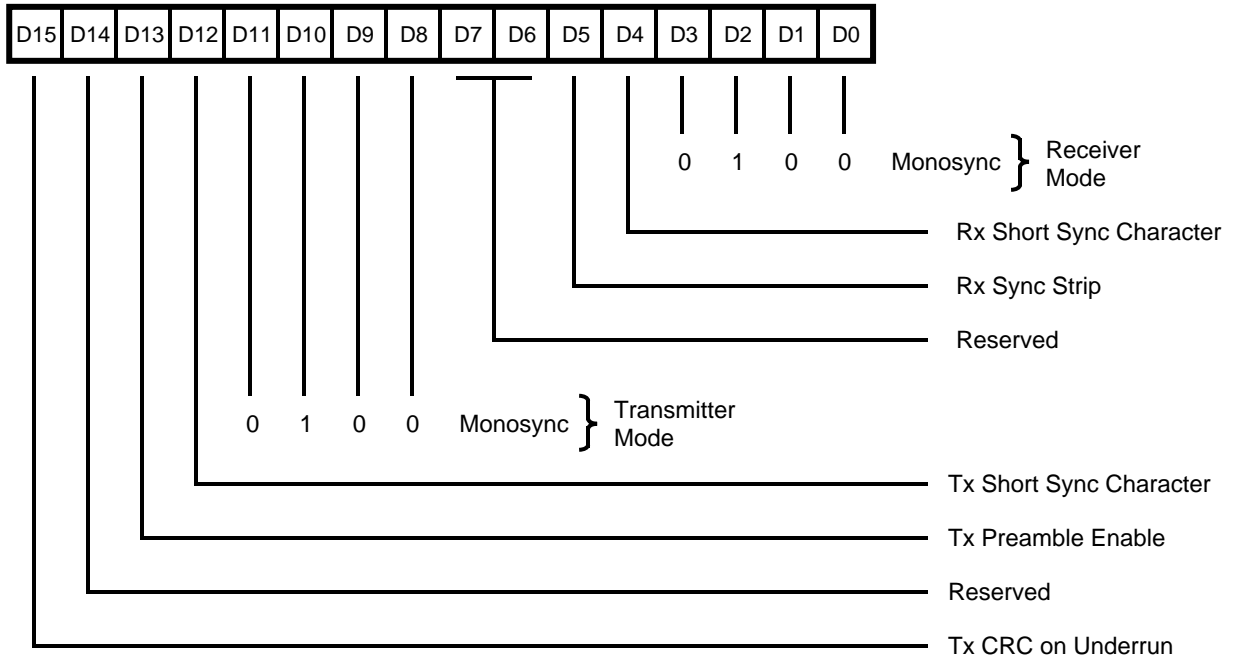 D15 D14 D13 D12 D11 D10 D9 D8 D7 D6 D5 D4 D3 D2 D1 D0
0 1 0 0 Monosync } Receiver
Mode
Rx Short Sync Character
Rx Sync Strip
Reserved
0 1 0 0 Monosync } Transmitter
Mode
Tx Short Sync Character
Tx Preamble Enable
Reserved
Tx CRC on Underrun